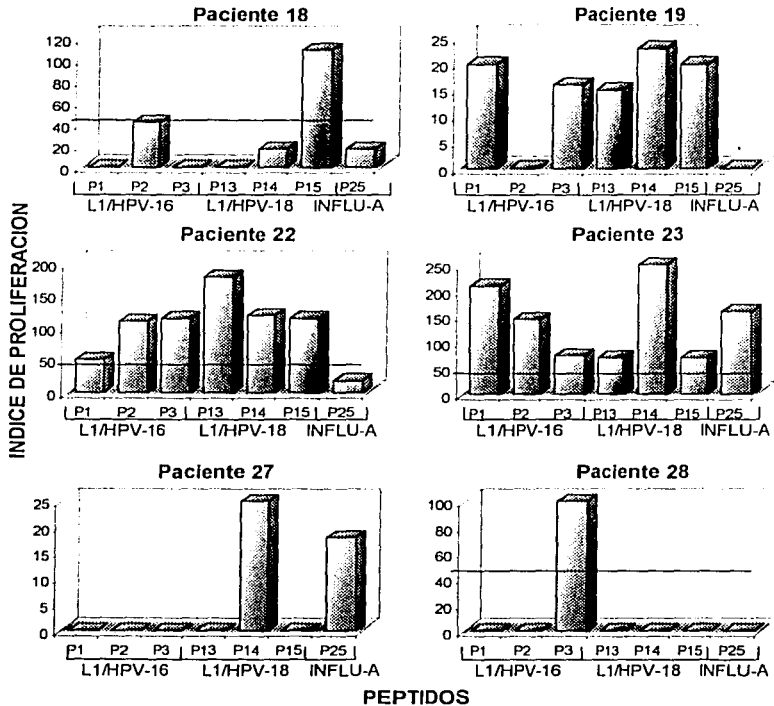 Paciente 18
120
100
80
60
40
20
0
P1 P2 P3 P13 P14 P15 P25
L1/HPV-16 L1/HPV-18 INFLU-A
Paciente 19
25
20
15
10
5
0
P1 P2 P3 P13 P14 P15 P25
L1/HPV-16 L1/HPV-18 INFLU-A
INDICE DE PROLIFERACION
Paciente 22
200
150
100
50
0
P1 P2 P3 P13 P14 P15 P25
L1/HPV-16 L1/HPV-18 INFLU-A
Paciente 23
250
200
150
100
50
0
P1 P2 P3 P13 P14 P15 P25
L1/HPV-16 L1/HPV-18 INFLU-A
Paciente 27
25
20
15
10
5
0
P1 P2 P3 P13 P14 P15 P25
L1/HPV-16 L1/HPV-18 INFLU-A
Paciente 28
100
80
60
40
20
0
P1 P2 P3 P13 P14 P15 P25
L1/HPV-16 L1/HPV-18 INFLU-A
PEPTIDOS